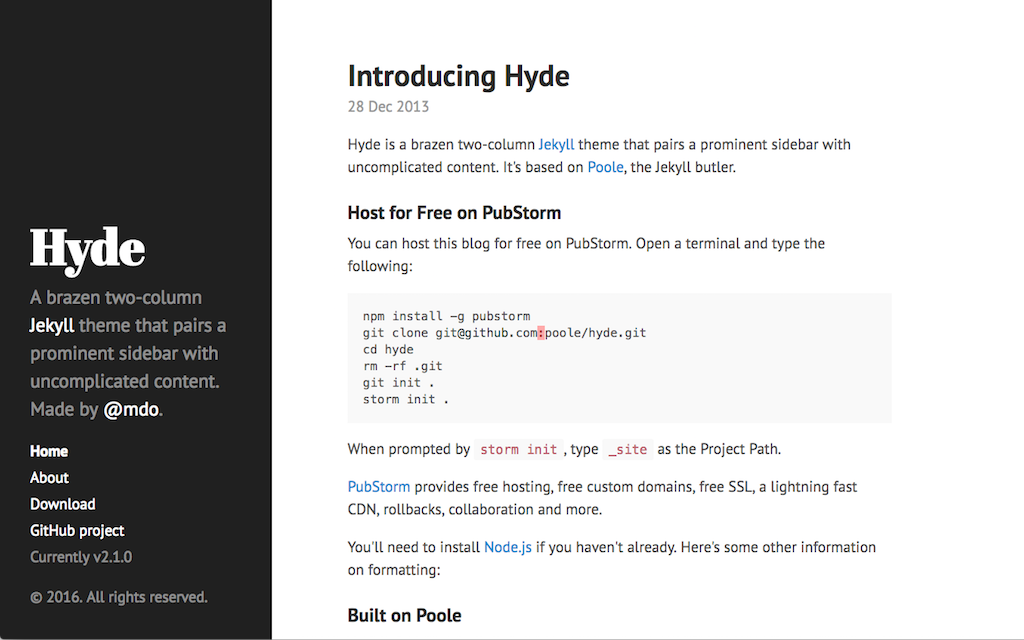 Hyde
A brazen two-column
Jekyll theme that pairs a
prominent sidebar with
uncomplicated content.
Made by @mdo.
Home
About
Download
GitHub project
Currently v2.1.0
© 2016. All rights reserved.
Introducing Hyde
28 Dec 2013
Hyde is a brazen two-column Jekyll theme that pairs a prominent sidebar with
uncomplicated content. It's based on Poole, the Jekyll butler.
Host for Free on PubStorm
You can host this blog for free on PubStorm. Open a terminal and type the
following:
npm install -g pubstorm
git clone git@github.com:poole/hyde.git
cd hyde
rm -rf .git
git init .
storm init .
When prompted by storm init, type _site as the Project Path.
PubStorm provides free hosting, free custom domains, free SSL, a lightning fast
CDN, rollbacks, collaboration and more.
You'll need to install Node.js if you haven't already. Here's some other information
on formatting:
Built on Poole